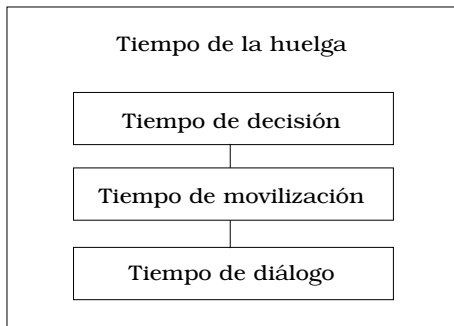 Tiempo de la huelga
Tiempo de decisión
Tiempo de movilización
Tiempo de diálogo